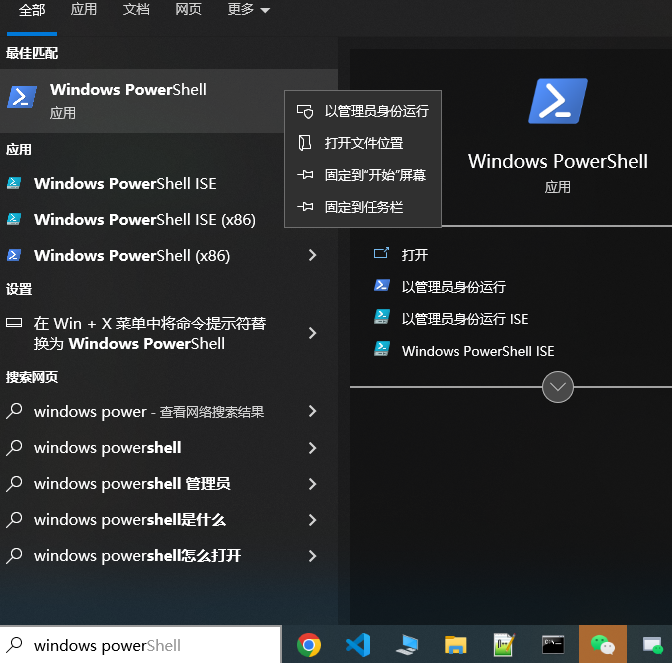 全部 应用 文档 网页 更多
最佳匹配
Windows PowerShell
应用
应用
Windows PowerShell ISE
Windows PowerShell ISE (x86)
Windows PowerShell (x86)
设置
在 Win + X 菜单中将命令提示符替
换为 Windows PowerShell
搜索网页
windows power - 查看网络搜索结果
windows powershell
windows powershell 管理员
windows powershell是什么
windows powershell怎么打开
以管理员身份运行
打开文件位置
固定到"开始"屏幕
固定到任务栏
Windows PowerShell
应用
打开
以管理员身份运行
以管理员身份运行 ISE
Windows PowerShell ISE
windows powerShell